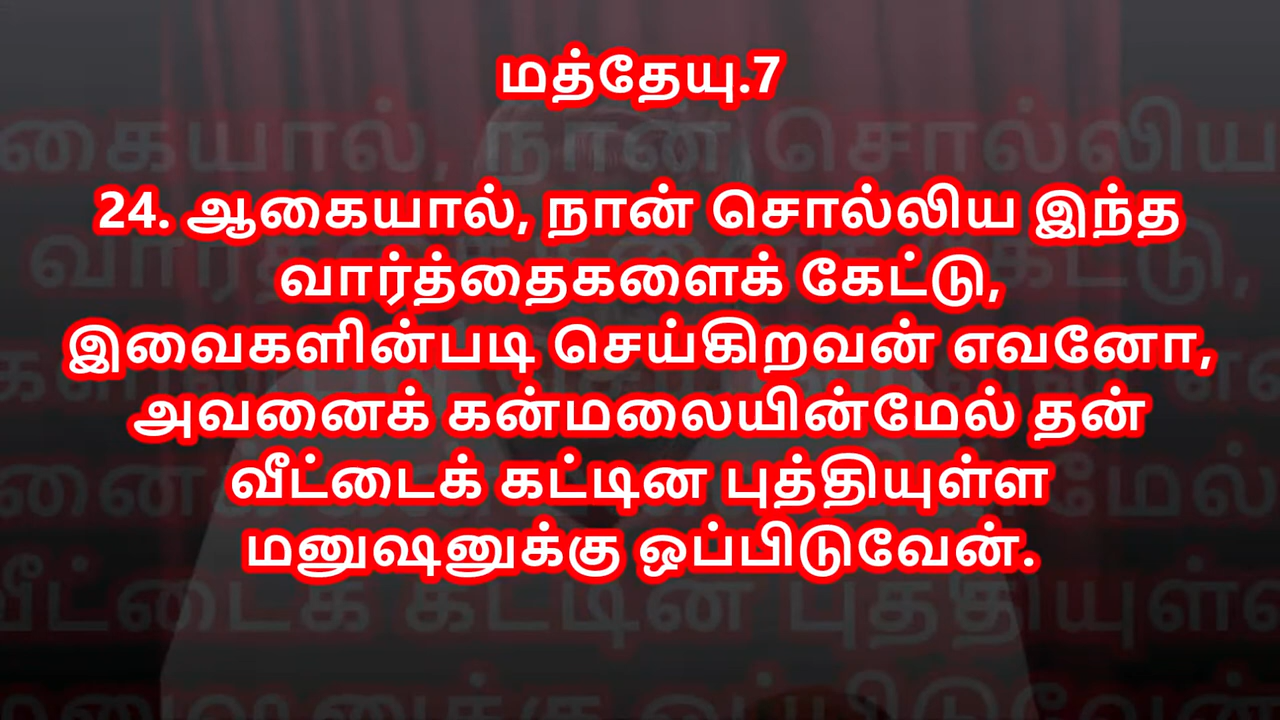 மத்தேயு.7
24. ஆகையால், நான் சொல்லிய இந்த
வார்த்தைகளைக் கேட்டு,
இவைகளின்படி செய்கிறவன் எவனோ,
அவனைக் கன்மலையின்மேல் தன்
வீட்டைக் கட்டின புத்தியுள்ள
மனுஷனுக்கு ஒப்பிடுவேன்.